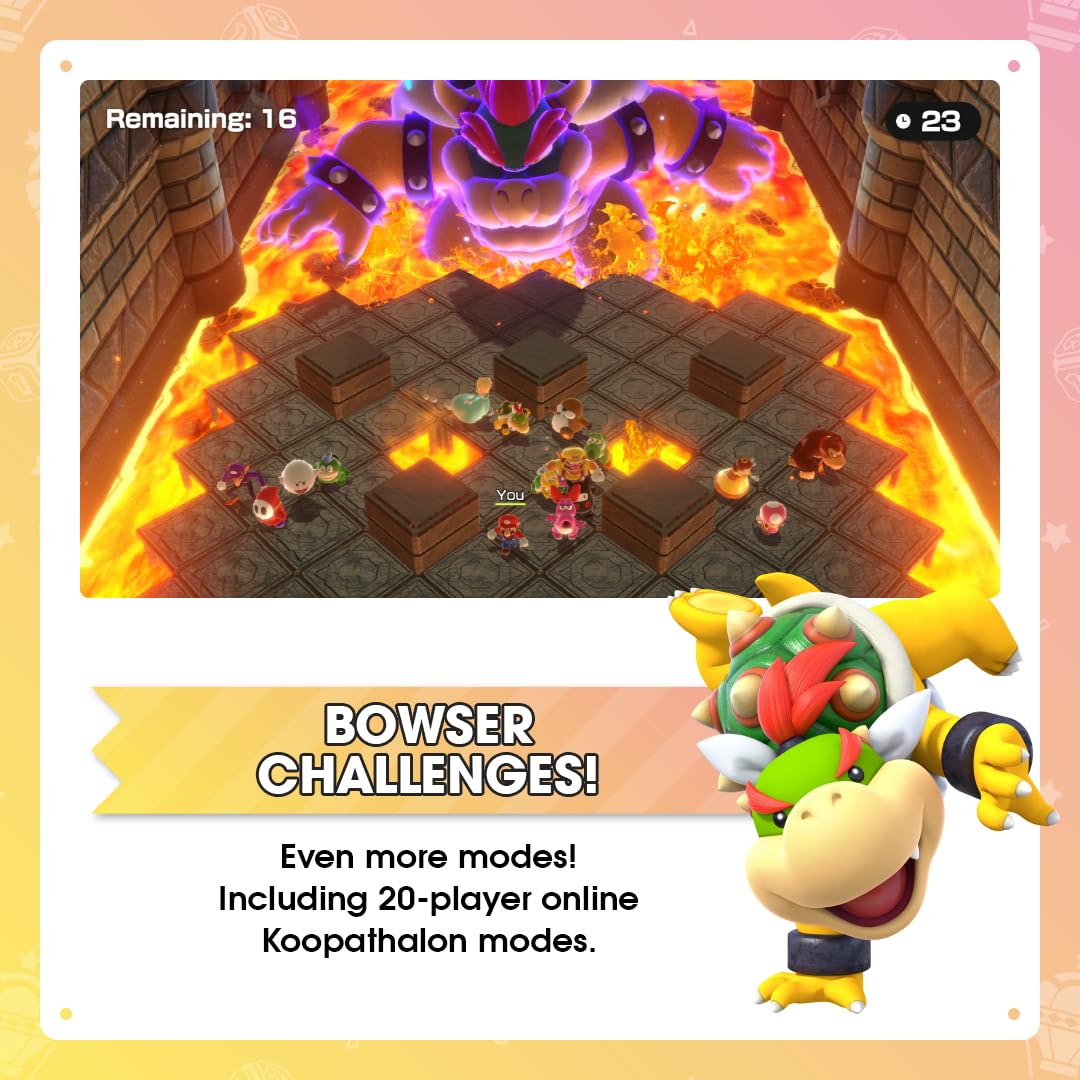 Remaining: 16
23
You
BOWSER
CHALLENGES!
Even more modes!
Including 20-player online
Koopathalon modes.